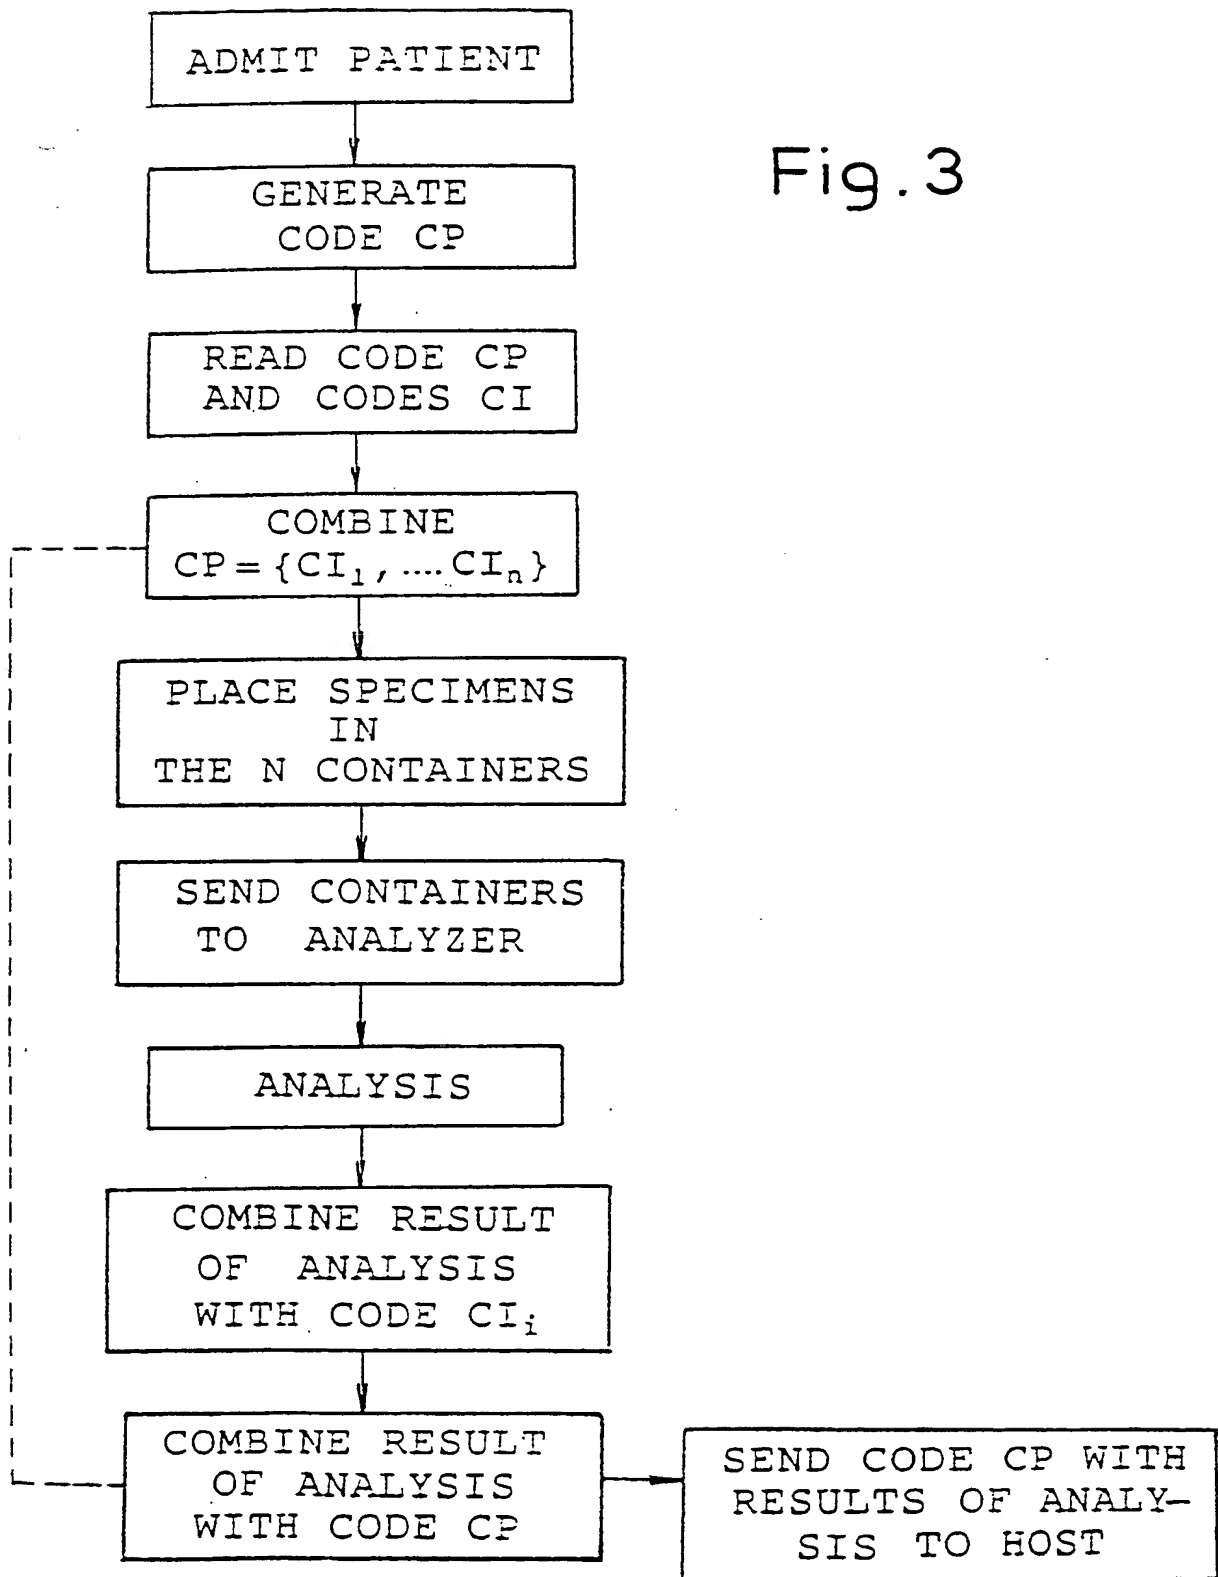 ADMIT PATIENT
Fig. 3
GENERATE
CODE CP
READ CODE CP
AND CODES CI
COMBINE
CP = {CI₁, .... CIₙ}
PLACE SPECIMENS
IN
THE N CONTAINERS
SEND CONTAINERS
TO ANALYZER
ANALYSIS
COMBINE RESULT
OF ANALYSIS
WITH CODE CIᵢ
COMBINE RESULT
OF ANALYSIS
WITH CODE CP
SEND CODE CP WITH
RESULTS OF ANALY-
SIS TO HOST